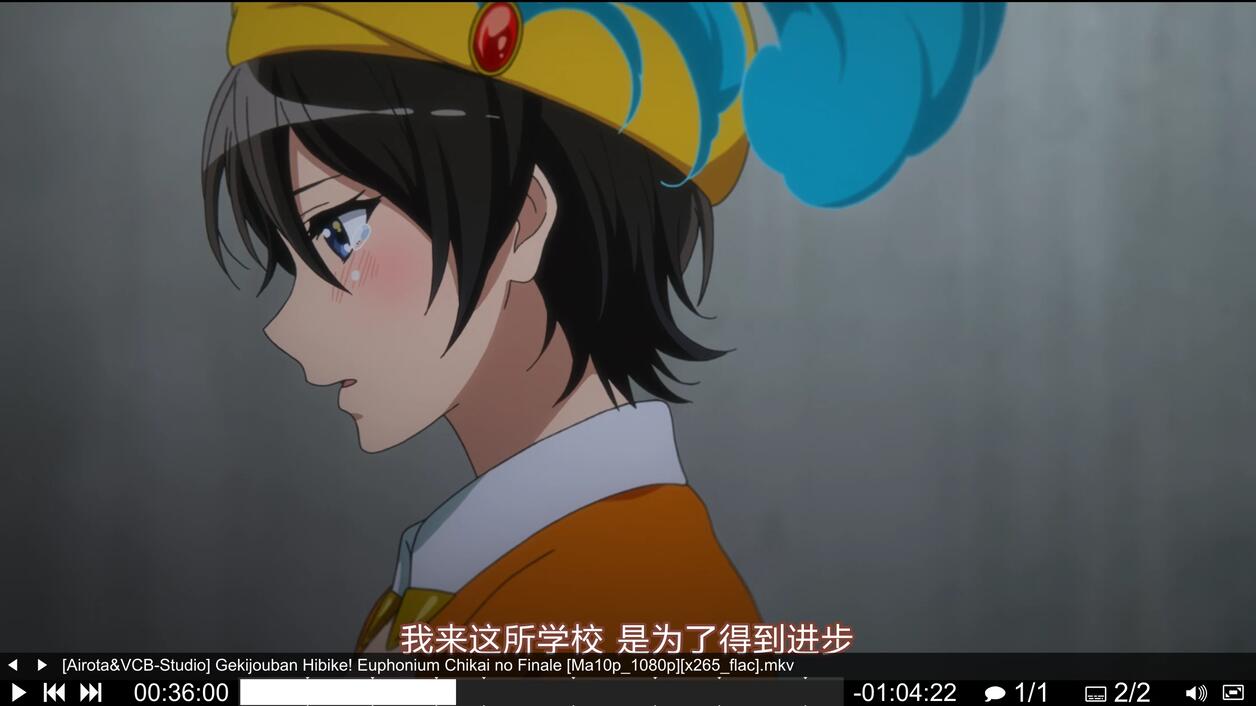 我来这所学校 是为了得到进步
[Airota&VCB-Studio] Gekijouban Hibike! Euphonium Chikai no Finale [Ma10p_1080p][x265_flac].mkv
00:36:00 -01:04:22 1/1 2/2